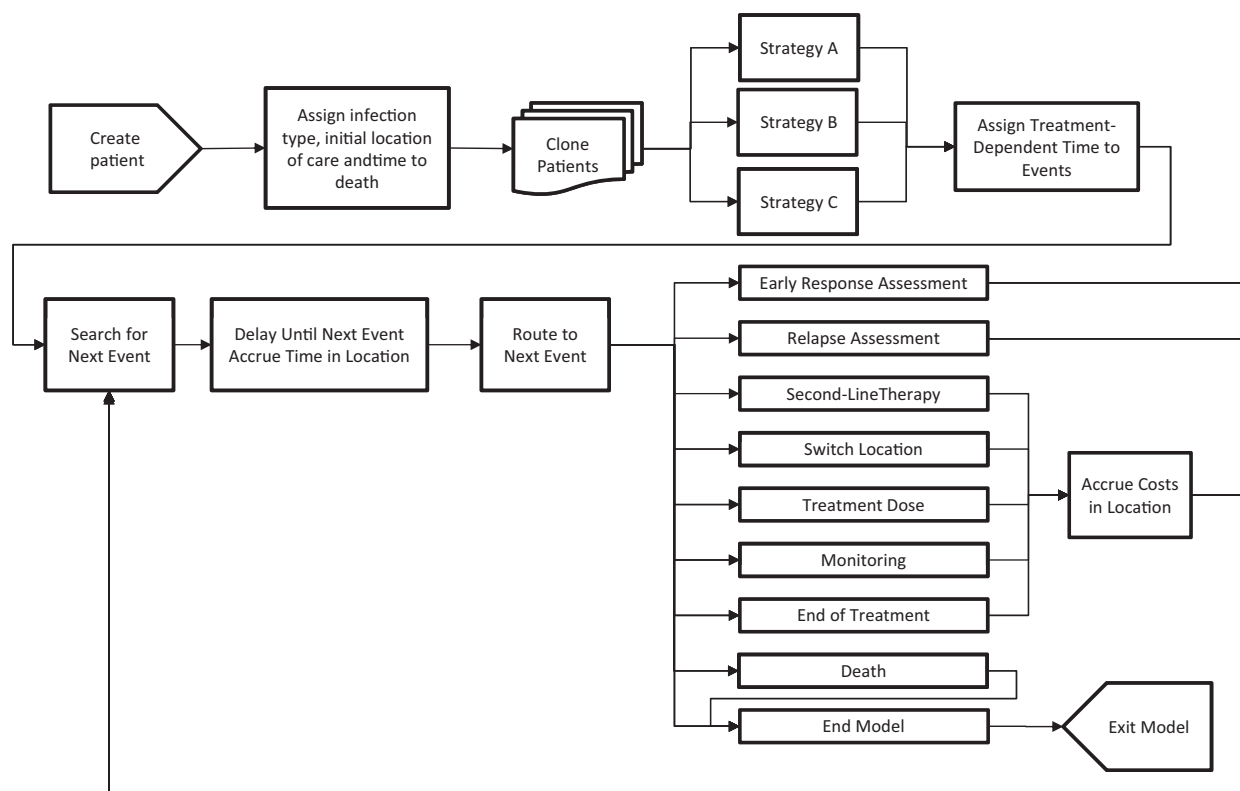 Create
patient
Assign infection
type, initial location
of care andtime to
death
Clone
Patients
Strategy A
Strategy B
Strategy C
Assign Treatment-
Dependent Time to
Events
Search for
Next Event
Delay Until Next Event
Accrue Time in Location
Route to
Next Event
Early Response Assessment
Relapse Assessment
Second-LineTherapy
Switch Location
Treatment Dose
Monitoring
End of Treatment
Death
End Model
Accrue Costs
in Location
Exit Model